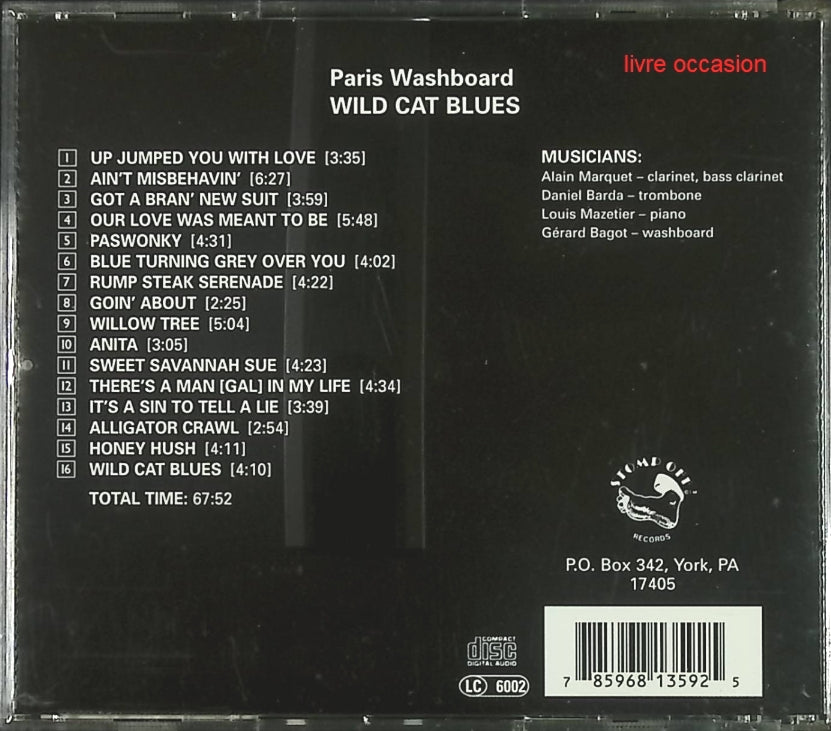 livre occasion
Paris Washboard
WILD CAT BLUES
1 UP JUMPED YOU WITH LOVE [3:35]
2 AIN'T MISBEHAVIN' [6:27]
3 GOT A BRAN' NEW SUIT [3:59]
4 OUR LOVE WAS MEANT TO BE [5:48]
5 PASWONKY [4:31]
6 BLUE TURNING GREY OVER YOU [4:02]
7 RUMP STEAK SERENADE [4:22]
8 GOIN' ABOUT [2:25]
9 WILLOW TREE [5:04]
10 ANITA [3:05]
11 SWEET SAVANNAH SUE [4:23]
12 THERE'S A MAN [GAL] IN MY LIFE [4:34]
13 IT'S A SIN TO TELL A LIE [3:39]
14 ALLIGATOR CRAWL [2:54]
15 HONEY HUSH [4:11]
16 WILD CAT BLUES [4:10]
TOTAL TIME: 67:52
MUSICIANS:
Alain Marquet – clarinet, bass clarinet
Daniel Barda – trombone
Louis Mazetier – piano
Gérard Bagot – washboard
STOMP OFF
RECORDS
P.O. Box 342, York, PA
17405
COMPACT
disc
DIGITAL AUDIO
LC 6002
7 85968 13592 5